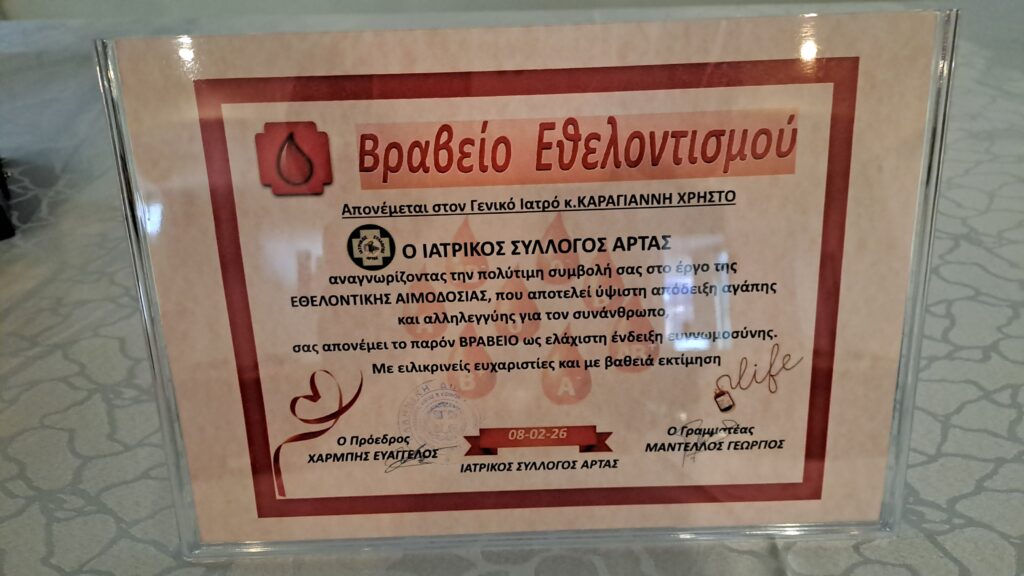 Βραβείο Εθελοντισμού
Απονέμεται στον Γενικό Ιατρό κ.ΚΑΡΑΓΙΑΝΝΗ ΧΡΗΣΤΟ
Ο ΙΑΤΡΙΚΟΣ ΣΥΛΛΟΓΟΣ ΑΡΤΑΣ
αναγνωρίζοντας την πολύτιμη συμβολή σας στο έργο της
ΕΘΕΛΟΝΤΙΚΗΣ ΑΙΜΟΔΟΣΙΑΣ, που αποτελεί ύψιστη απόδειξη αγάπης
και αλληλεγγύης για τον συνάνθρωπο,
σας απονέμει το παρόν ΒΡΑΒΕΙΟ ως ελάχιστη ένδειξη ευγνωμοσύνης.
Με ειλικρινείς ευχαριστίες και με βαθειά εκτίμηση
life
B A
Ο Πρόεδρος
ΧΑΡΜΠΗΣ ΕΥΑΓΓΕΛΟΣ
08-02-26
ΙΑΤΡΙΚΟΣ ΣΥΛΛΟΓΟΣ ΑΡΤΑΣ
Ο Γραμματέας
ΜΑΝΤΕΛΛΟΣ ΓΕΩΡΓΙΟΣ